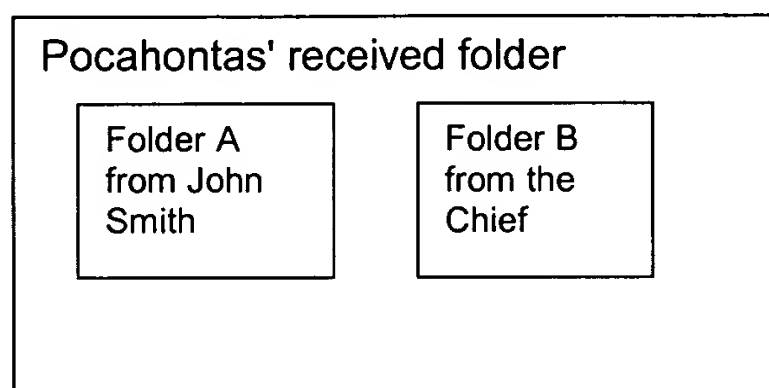 Pocahontas' received folder
Folder A
from John
Smith
Folder B
from the
Chief